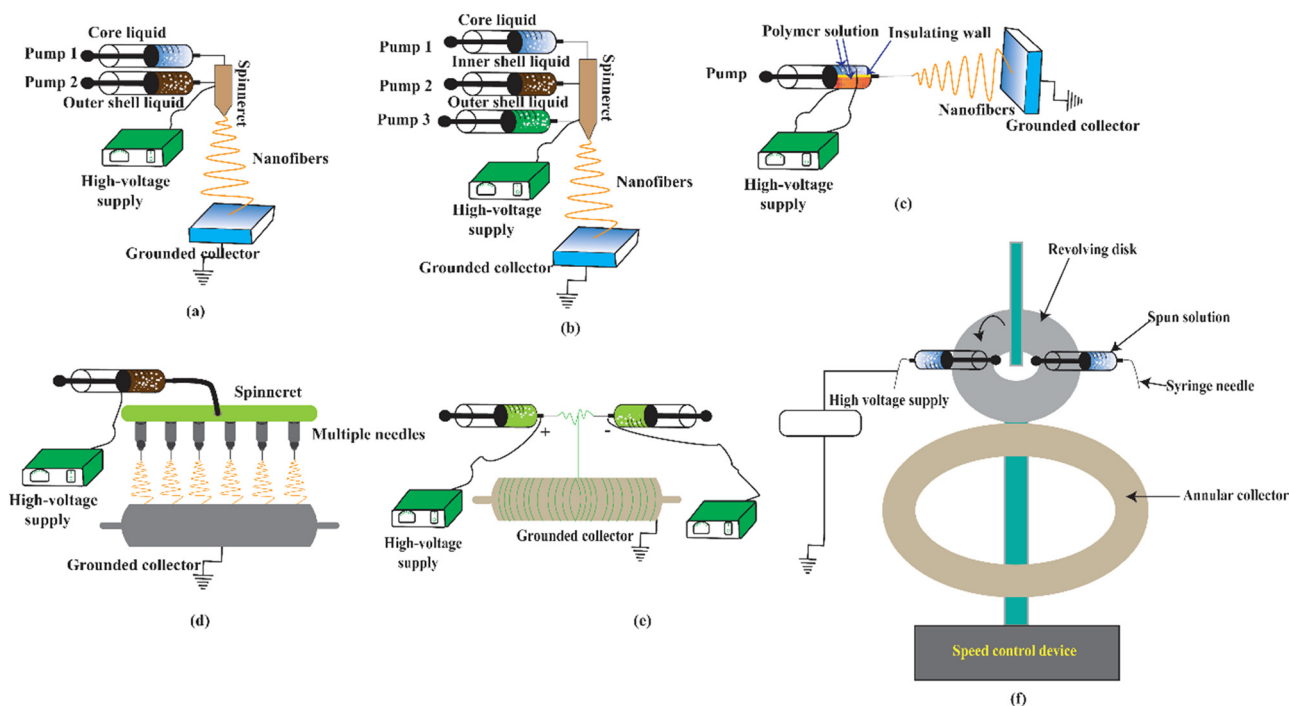 Core liquid
Pump 1
Pump 2
Outer shell liquid
Spinneret
Nanofibers
High-voltage
supply
Grounded collector
(a)
Core liquid
Pump 1
Inner shell liquid
Pump 2
Outer shell liquid
Pump 3
Spinneret
Nanofibers
High-voltage
supply
Grounded collector
(b)
Polymer solution
Insulating wall
Pump
Nanofibers
Grounded collector
High-voltage
supply
(c)
Spinneret
Multiple needles
High-voltage
supply
Grounded collector
(d)
+
-
Grounded collector
High-voltage
supply
(e)
Revolving disk
Spun solution
High voltage supply
Syringe needle
Annular collector
Speed control device
(f)